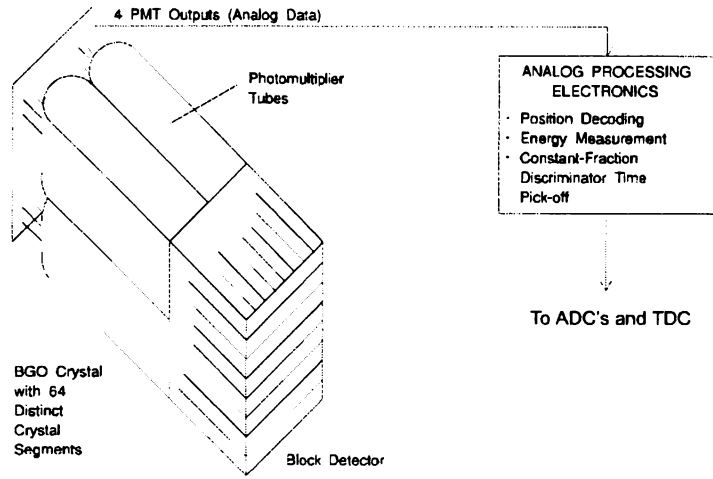 4 PMT Outputs (Analog Data)
Photomultiplier
Tubes
ANALOG PROCESSING
ELECTRONICS
· Position Decoding
· Energy Measurement
· Constant-Fraction
Discriminator Time
Pick-off
To ADC's and TDC
BGO Crystal
with 64
Distinct
Crystal
Segments
Block Detector